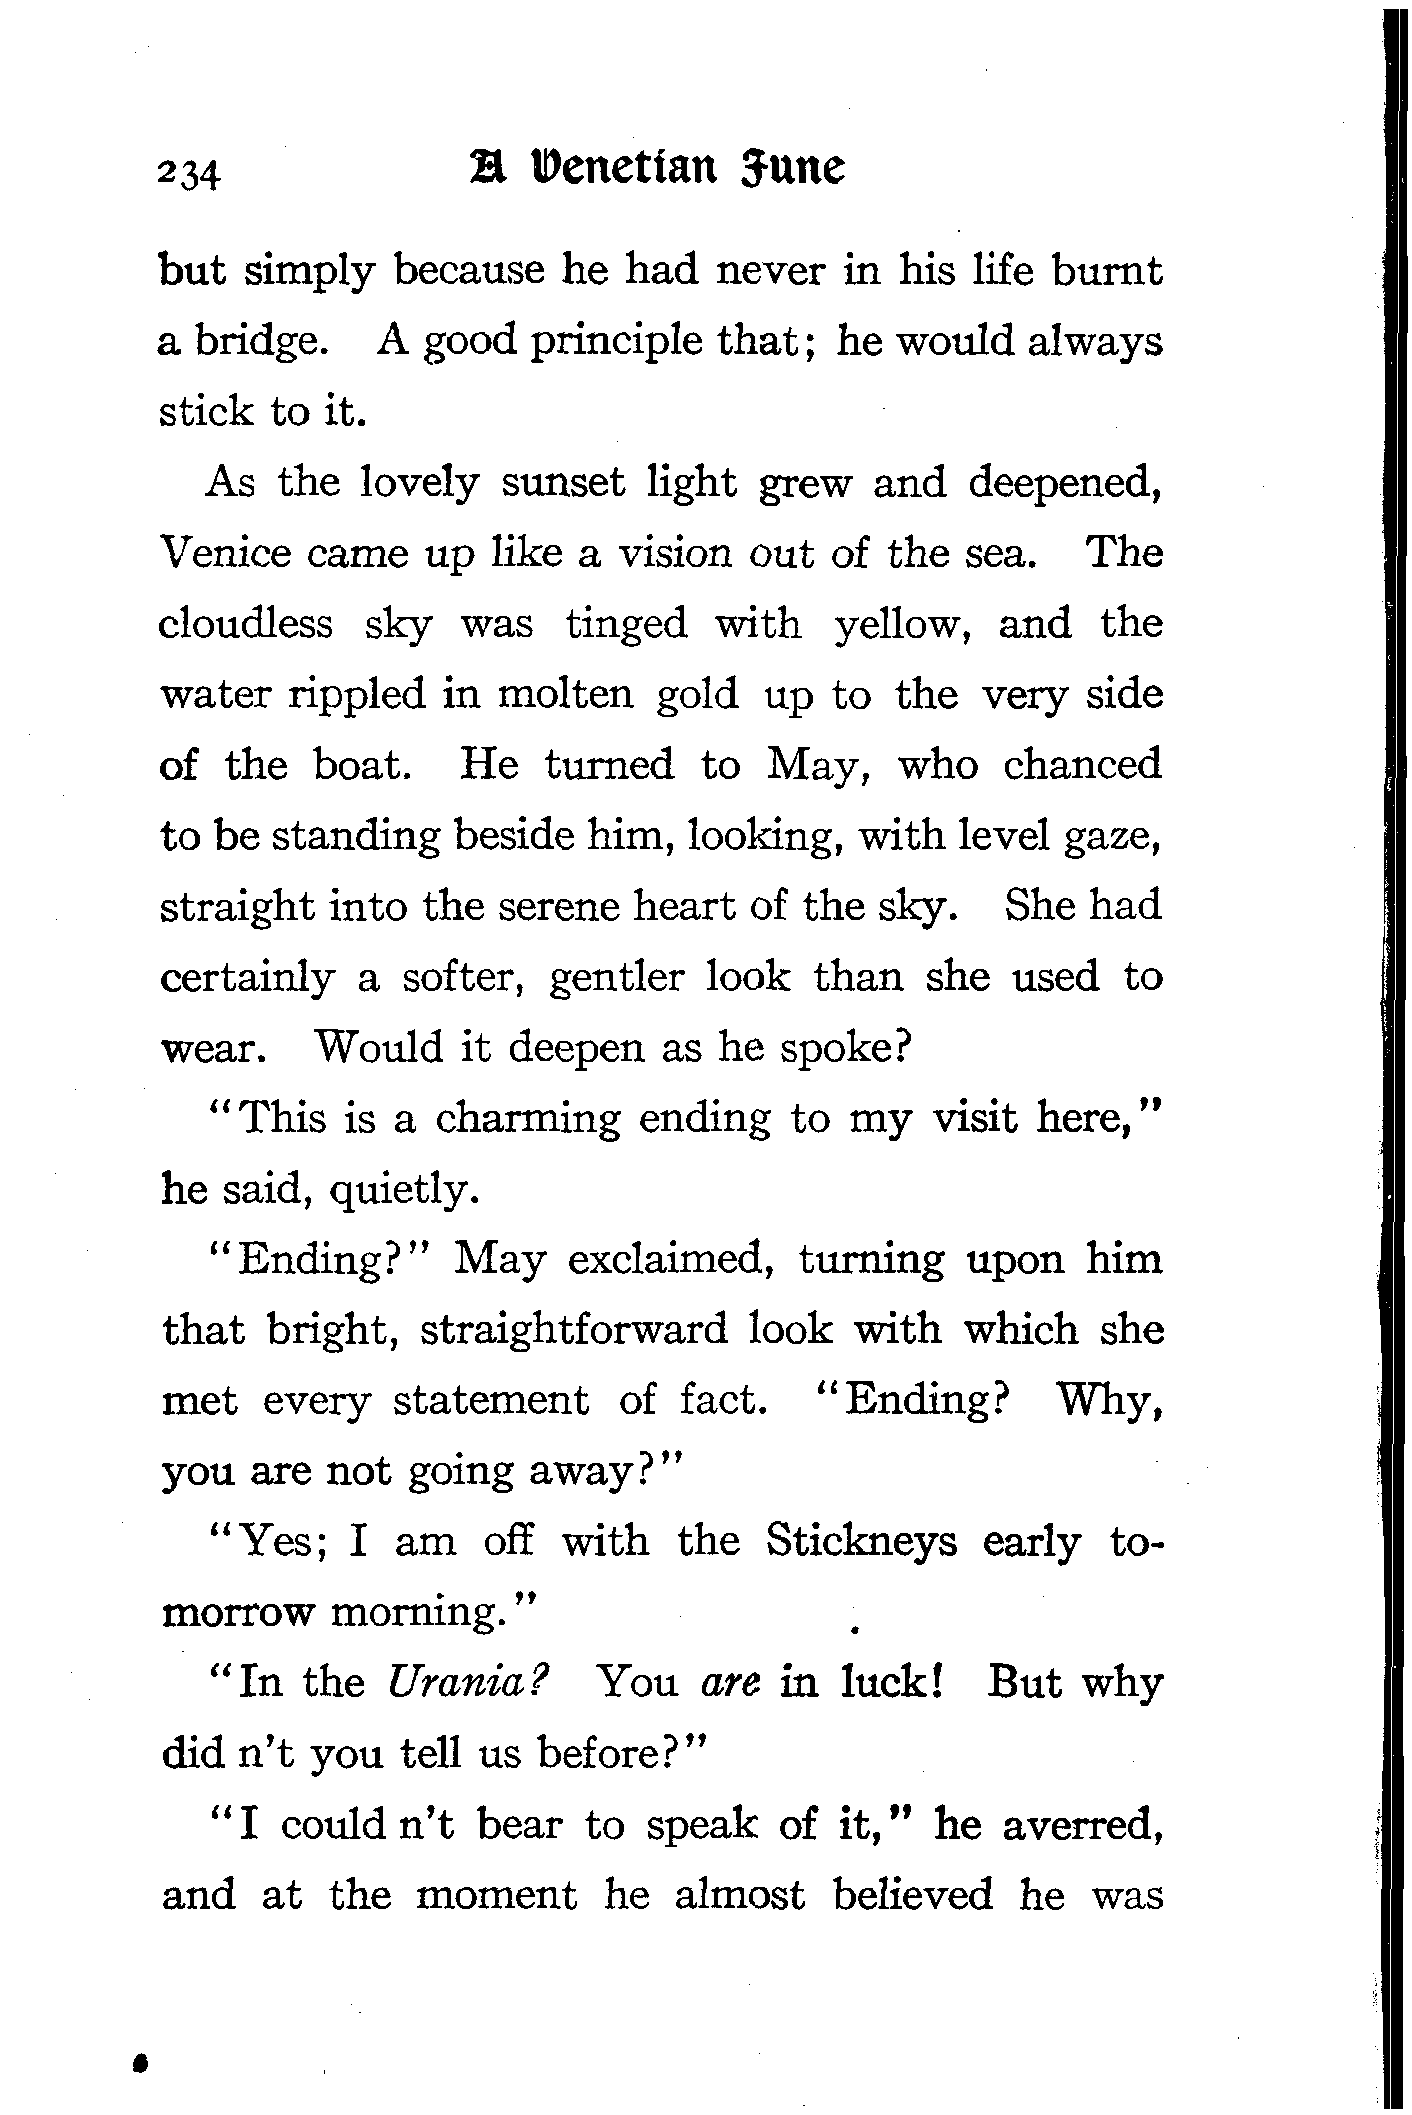 234 A Venetian June
but simply because he had never in his life burnt
a bridge. A good principle that; he would always
stick to it.
As the lovely sunset light grew and deepened,
Venice came up like a vision out of the sea. The
cloudless sky was tinged with yellow, and the
water rippled in molten gold up to the very side
of the boat. He turned to May, who chanced
to be standing beside him, looking, with level gaze,
straight into the serene heart of the sky. She had
certainly a softer, gentler look than she used to
wear. Would it deepen as he spoke?
"This is a charming ending to my visit here,"
he said, quietly.
"Ending?" May exclaimed, turning upon him
that bright, straightforward look with which she
met every statement of fact. "Ending? Why,
you are not going away?"
"Yes; I am off with the Stickneys early to-
morrow morning."
"In the Urania? You are in luck! But why
did n't you tell us before?"
"I could n't bear to speak of it," he averred,
and at the moment he almost believed he was